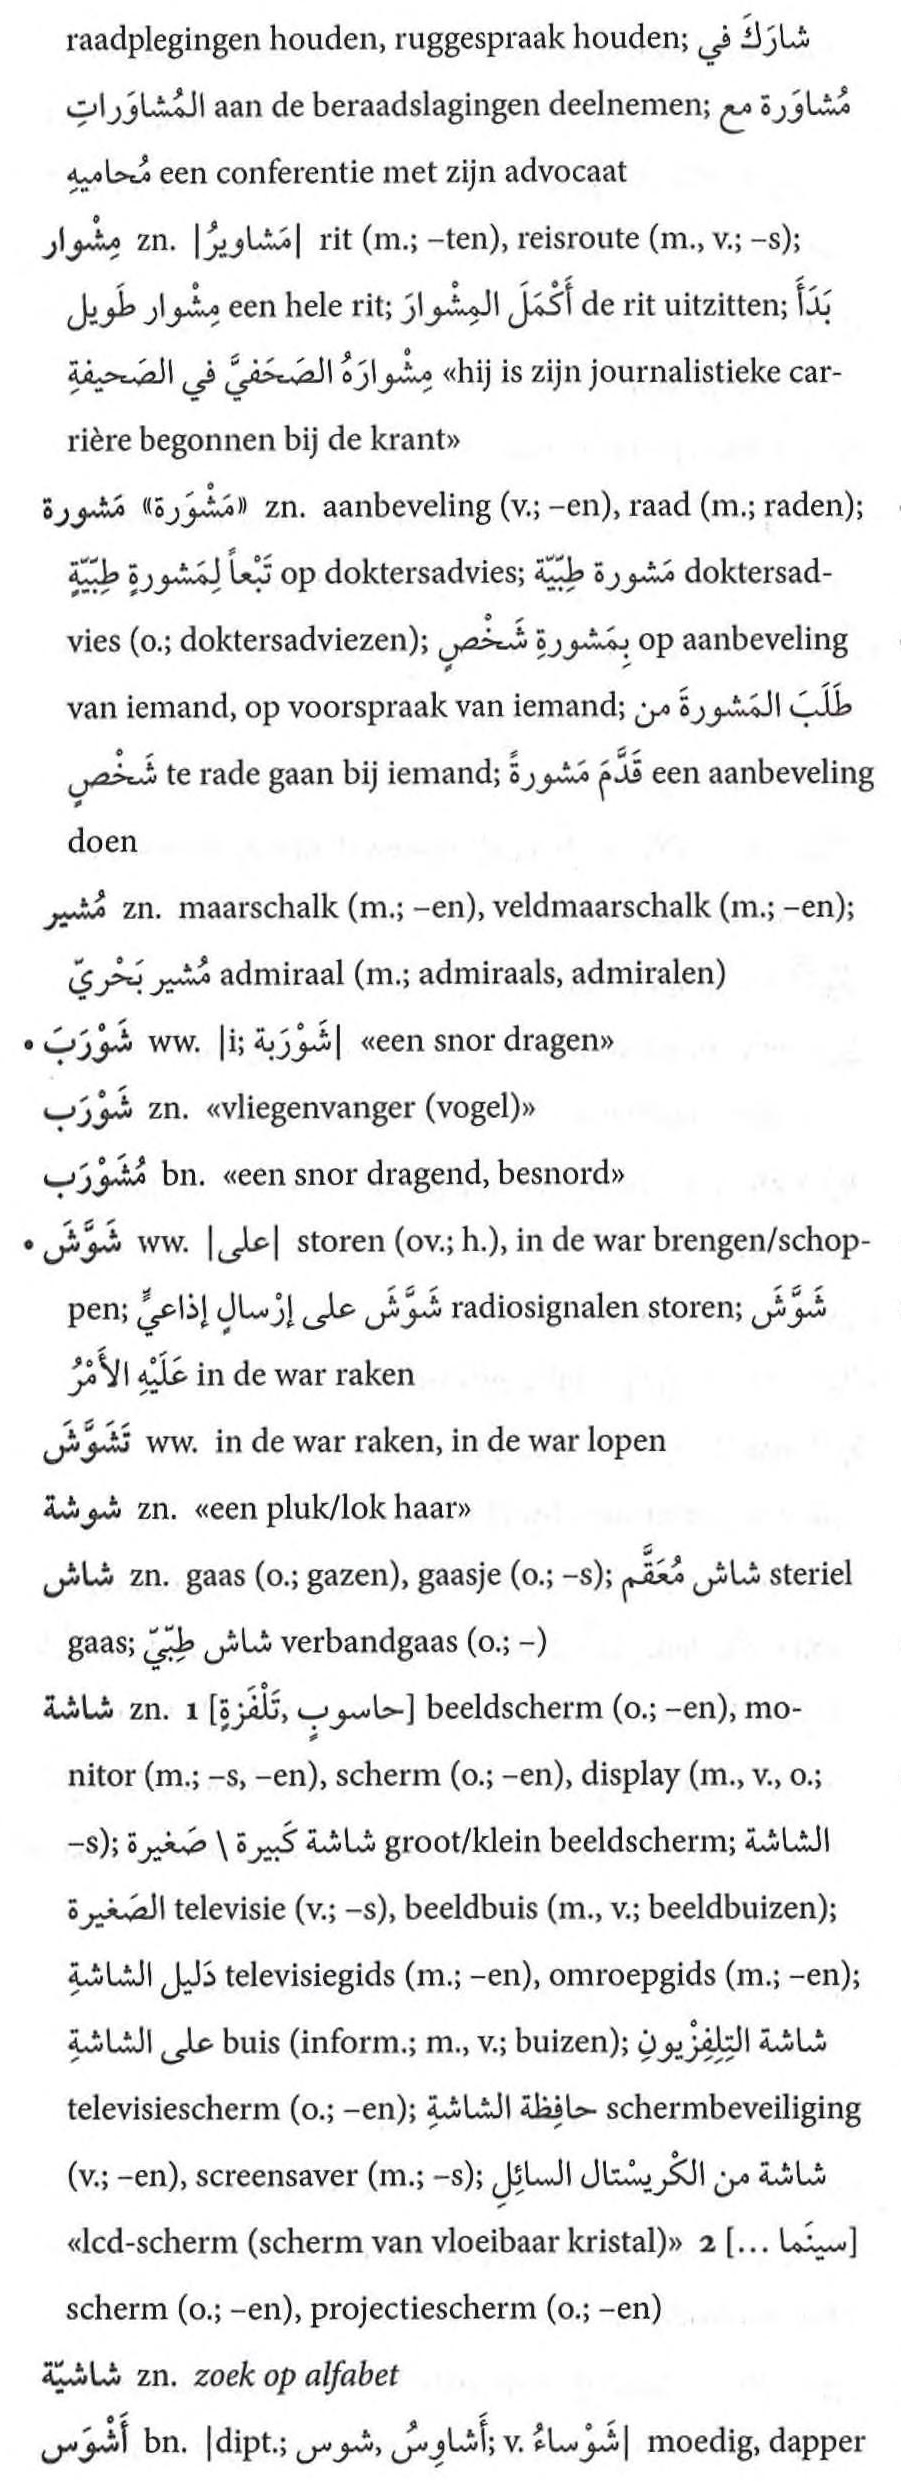 raadplegingen houden, ruggespraak houden; شارَكَ في
المُشاوَراتِ aan de beraadslagingen deelnemen; مُشاوَرة مع
مُحاميهِ een conferentie met zijn advocaat
مِشْوار zn. |مَشاويرُ| rit (m.; –ten), reisroute (m., v.; –s);
مِشْوار طَويل een hele rit; أَكْمَلَ المِشْوارَ de rit uitzitten; بَدَأَ
مِشْوارَهُ الصَحَفيَّ في الصَحيفةِ «hij is zijn journalistieke car-
rière begonnen bij de krant»
مَشورة «مَشْوَرة» zn. aanbeveling (v.; –en), raad (m.; raden);
تَبْعاً لِمَشورةٍ طِبّيّةٍ op doktersadvies; مَشورة طِبّيّة doktersad-
vies (o.; doktersadviezen); بِمَشورةِ شَخْصٍ op aanbeveling
van iemand, op voorspraak van iemand; طَلَبَ المَشورةَ من
شَخْصٍ te rade gaan bij iemand; قَدَّمَ مَشورةً een aanbeveling
doen
مُشير zn. maarschalk (m.; –en), veldmaarschalk (m.; –en);
مُشير بَحْريّ admiraal (m.; admiraals, admiralen)
• شَوْرَبَ ww. |i; شَوْرَبة| «een snor dragen»
شَوْرَب zn. «vliegenvanger (vogel)»
مُشَوْرَب bn. «een snor dragend, besnord»
• شَوَّشَ ww. |على| storen (ov.; h.), in de war brengen/schop-
pen; شَوَّشَ على إرْسالٍ إذاعيٍّ radiosignalen storen; شَوَّشَ
عَلَيْهِ الأَمْرُ in de war raken
تَشَوَّشَ ww. in de war raken, in de war lopen
شوشة zn. «een pluk/lok haar»
شاش zn. gaas (o.; gazen), gaasje (o.; –s); شاش مُعَقَّم steriel
gaas; شاش طِبّيّ verbandgaas (o.; –)
شاشة zn. 1 [حاسوبٍ, تَلْفَزةٍ] beeldscherm (o.; –en), mo-
nitor (m.; –s, –en), scherm (o.; –en), display (m., v., o.;
–s); شاشة كَبيرة \ صَغيرة groot/klein beeldscherm; الشاشة
الصَغيرة televisie (v.; –s), beeldbuis (m., v.; beeldbuizen);
دَليل الشاشةِ televisiegids (m.; –en), omroepgids (m.; –en);
على الشاشةِ buis (inform.; m., v.; buizen); شاشة التِلِفِزْيونِ
televisiescherm (o.; –en); حافِظة الشاشةِ schermbeveiliging
(v.; –en), screensaver (m.; –s); شاشة من الكْريسْتال السائِلِ
«lcd-scherm (scherm van vloeibaar kristal)» 2 [سينَما ...]
scherm (o.; –en), projectiescherm (o.; –en)
شاشيّة zn. zoek op alfabet
أَشْوَس bn. |dipt.; شوس, أَشاوِسُ; v. شَوْساءُ| moedig, dapper